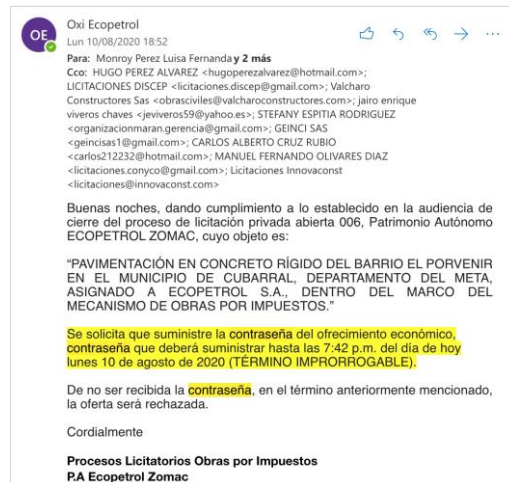 OE
Oxi Ecopetrol
Lun 10/08/2020 18:52
Para: Monroy Perez Luisa Fernanda y 2 más
Cco: HUGO PEREZ ALVAREZ <hugoperezalvarez@hotmail.com>;
LICITACIONES DISCEP <licitaciones.discep@gmail.com>; Valcharo
Constructores Sas <obrasciviles@valcharoconstructores.com>; jairo enrique
viveros chaves <jeviveros59@yahoo.es>; STEFANY ESPITIA RODRIGUEZ
<organizacionmaran.gerencia@gmail.com>; GEINCI SAS
<geincisas1@gmail.com>; CARLOS ALBERTO CRUZ RUBIO
<carlos212232@hotmail.com>; MANUEL FERNANDO OLIVARES DIAZ
<licitaciones.conyco@gmail.com>; Licitaciones Innovaconst
<licitaciones@innovaconst.com>
Buenas noches, dando cumplimiento a lo establecido en la audiencia de
cierre del proceso de licitación privada abierta 006, Patrimonio Autónomo
ECOPETROL ZOMAC, cuyo objeto es:
“PAVIMENTACIÓN EN CONCRETO RÍGIDO DEL BARRIO EL PORVENIR
EN EL MUNICIPIO DE CUBARRAL, DEPARTAMENTO DEL META,
ASIGNADO A ECOPETROL S.A., DENTRO DEL MARCO DEL
MECANISMO DE OBRAS POR IMPUESTOS.”
Se solicita que suministre la contraseña del ofrecimiento económico,
contraseña que deberá suministrar hasta las 7:42 p.m. del día de hoy
lunes 10 de agosto de 2020 (TÉRMINO IMPRORROGABLE).
De no ser recibida la contraseña, en el término anteriormente mencionado,
la oferta será rechazada.
Cordialmente
Procesos Licitatorios Obras por Impuestos
P.A Ecopetrol Zomac